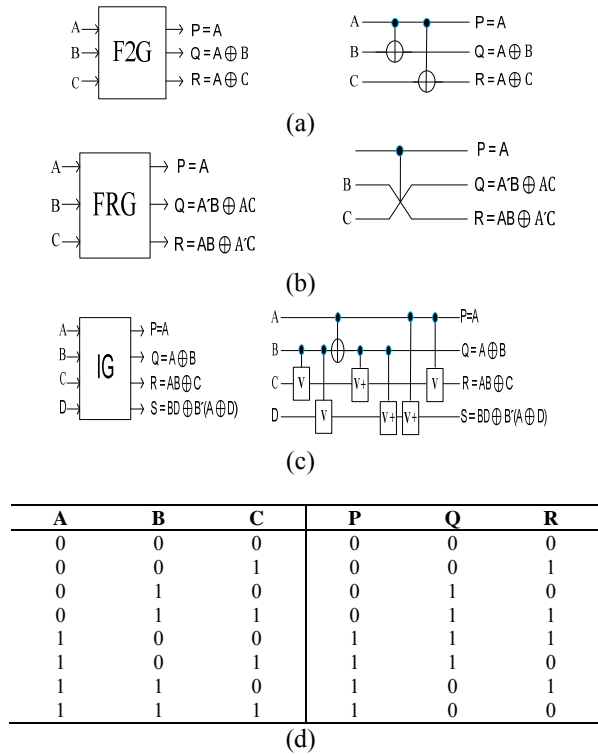 A P = A
B F2G Q = A ⊕ B
C R = A ⊕ C
A P = A
B Q = A ⊕ B
C R = A ⊕ C
(a)
A P = A
B FRG Q = A'B ⊕ AC
C R = AB ⊕ A'C
P = A
B Q = A'B ⊕ AC
C R = AB ⊕ A'C
(b)
A P=A
B IG Q = A ⊕ B
C R = AB ⊕ C
D S = BD ⊕ B'(A ⊕ D)
A P=A
B Q = A ⊕ B
C V V+ V R = AB ⊕ C
D V V+ V+ S = BD ⊕ B'(A ⊕ D)
(c)
A B C P Q R
0 0 0 0 0 0
0 0 1 0 0 1
0 1 0 0 1 0
0 1 1 0 1 1
1 0 0 1 1 1
1 0 1 1 1 0
1 1 0 1 0 1
1 1 1 1 0 0
(d)